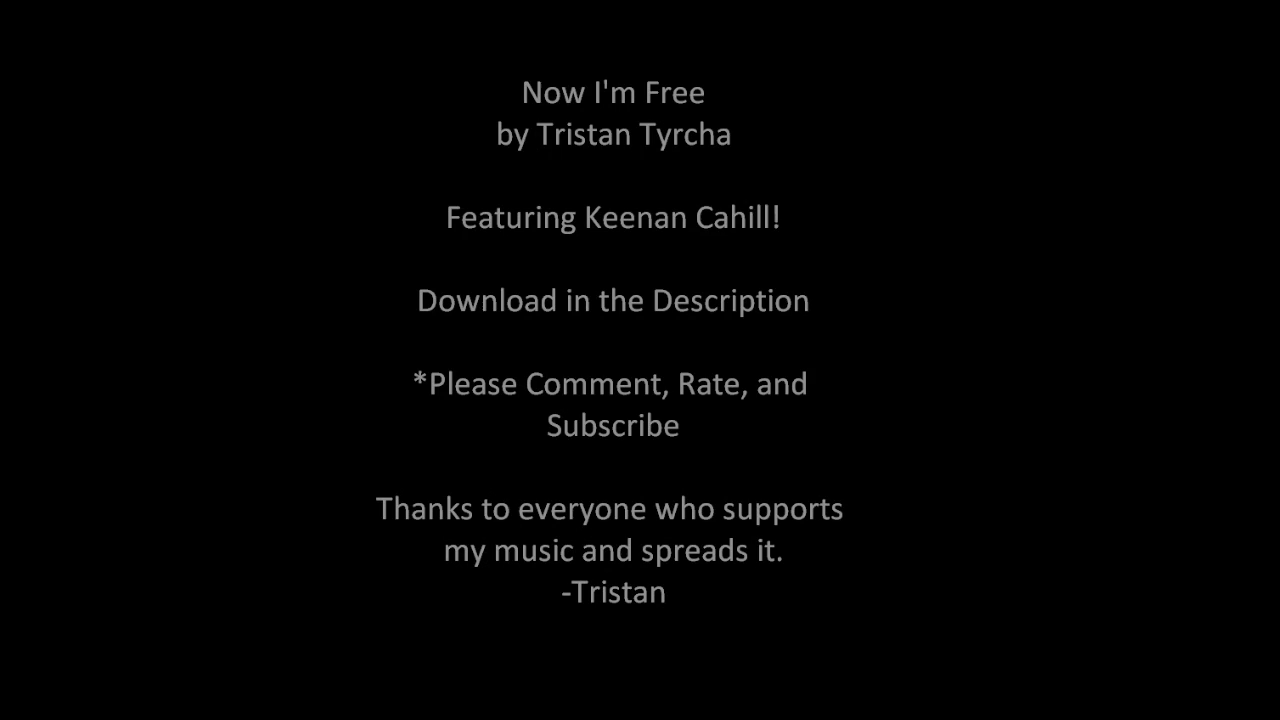 Now I'm Free
by Tristan Tyrcha
Featuring Keenan Cahill!
Download in the Description
*Please Comment, Rate, and
Subscribe
Thanks to everyone who supports
my music and spreads it.
-Tristan